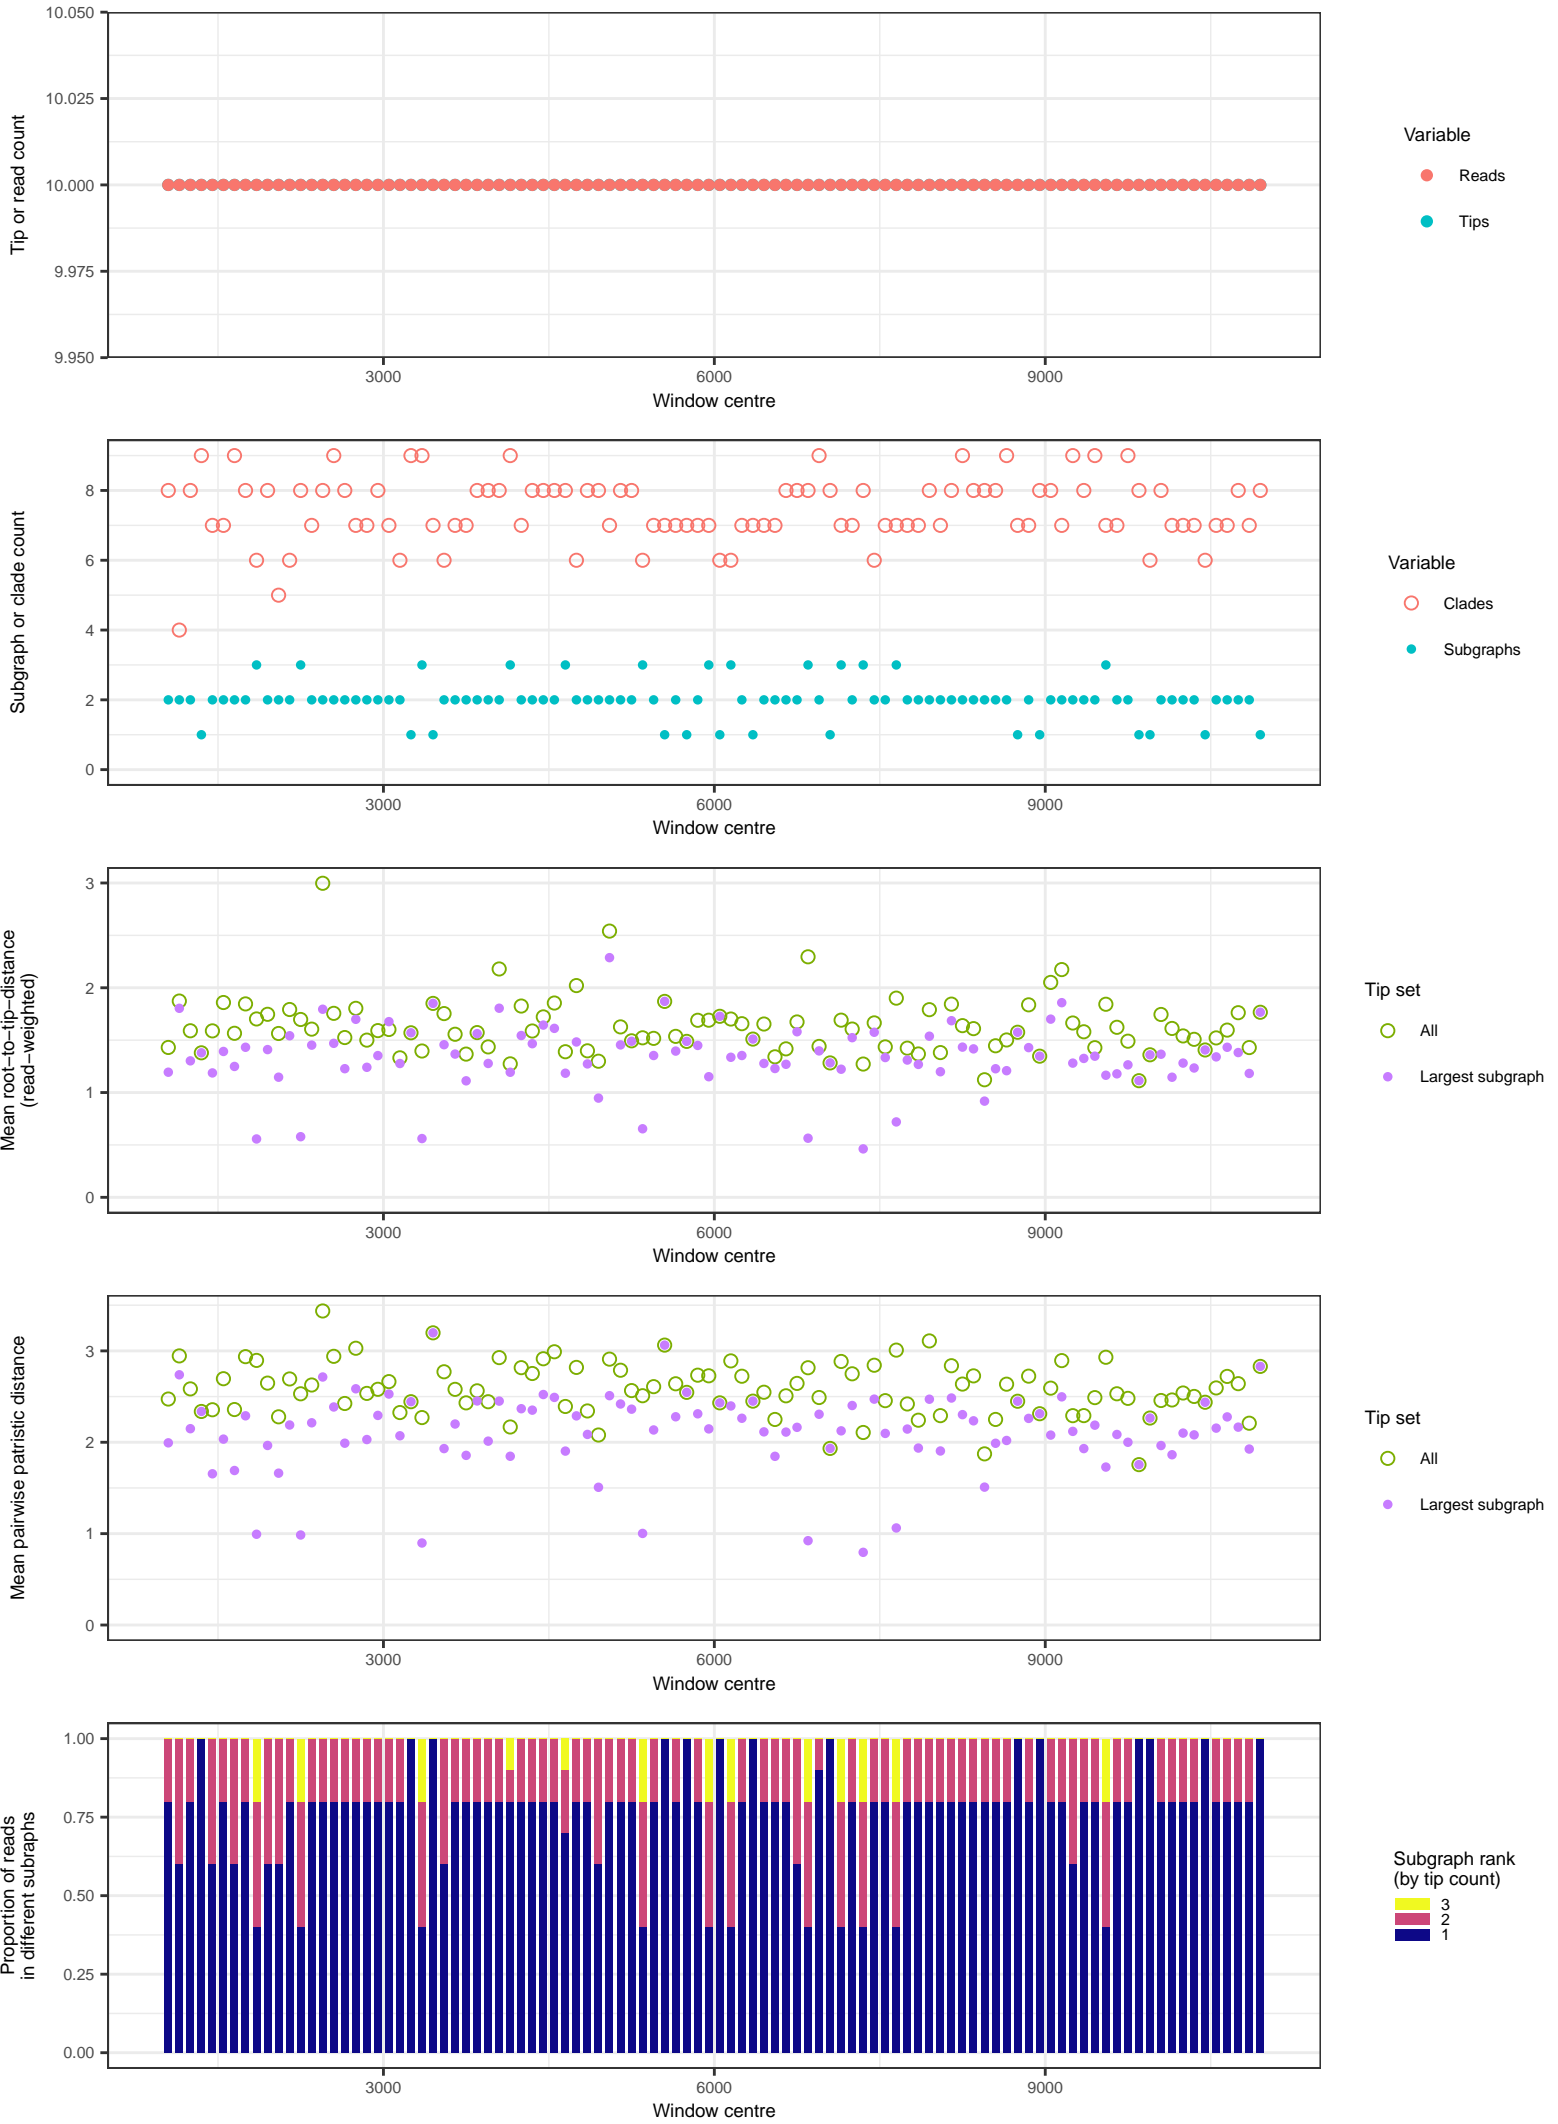 10.050
10.025
10.000
9.975
9.950
Tip or read count
3000
6000
9000
Window centre
Variable
Reads
Tips
8
6
4
2
0
Subgraph or clade count
3000
6000
9000
Window centre
Variable
Clades
Subgraphs
3
2
1
0
Mean root−to−tip−distance
(read−weighted)
3000
6000
9000
Window centre
Tip set
All
Largest subgraph
3
2
1
0
Mean pairwise patristic distance
3000
6000
9000
Window centre
Tip set
All
Largest subgraph
1.00
0.75
0.50
0.25
0.00
Proportion of reads
in different subraphs
3000
6000
9000
Window centre
Subgraph rank
(by tip count)
3
2
1